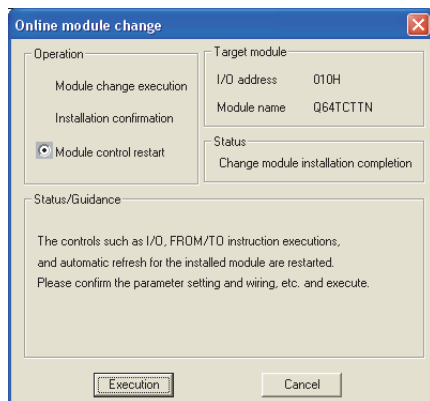 Online module change
Operation
Module change execution
Installation confirmation
Module control restart
Target module
I/O address 010H
Module name Q64TCTTN
Status
Change module installation completion
Status/Guidance
The controls such as I/O, FROM/TO instruction executions,
and automatic refresh for the installed module are restarted.
Please confirm the parameter setting and wiring, etc. and execute.
Execution Cancel